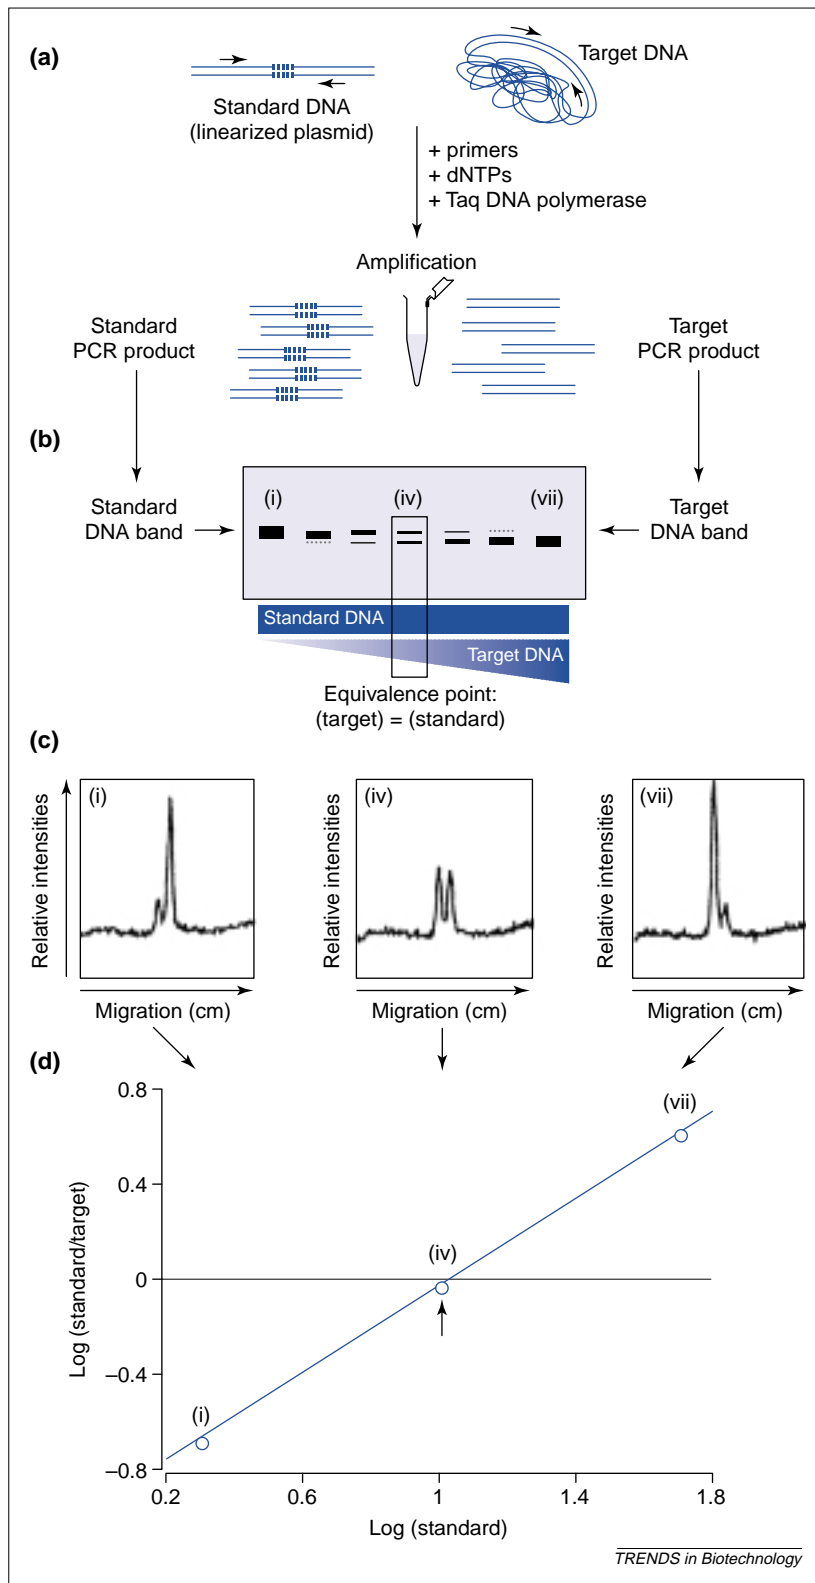 (a)
Target DNA
Standard DNA
(linearized plasmid)
+ primers
+ dNTPs
+ Taq DNA polymerase
Amplification
Standard
PCR product
Target
PCR product
(b)
(i)
(iv)
(vii)
Standard
DNA band
Target
DNA band
Standard DNA
Target DNA
Equivalence point:
(target) = (standard)
(c)
Relative intensities
(i)
Migration (cm)
Relative intensities
(iv)
Migration (cm)
Relative intensities
(vii)
Migration (cm)
(d)
Log (standard/target)
0.8
0.4
0
–0.4
–0.8
(i)
(iv)
(vii)
0.2
0.6
1
1.4
1.8
Log (standard)
TRENDS in Biotechnology